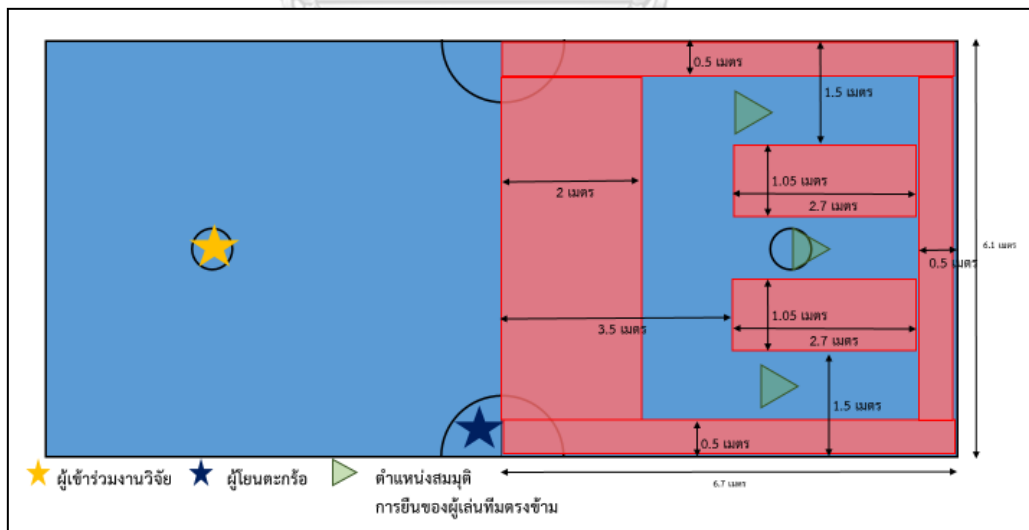 0.5 เมตร
1.5 เมตร
1.05 เมตร
2.7 เมตร
2 เมตร
6.1 เมตร
0.5 เมตร
3.5 เมตร
1.05 เมตร
2.7 เมตร
1.5 เมตร
0.5 เมตร
6.7 เมตร
ผู้เข้าร่วมงานวิจัย
ผู้โยนตะกร้อ
ตำแหน่งสมมุติ
การยืนของผู้เล่นทีมตรงข้าม